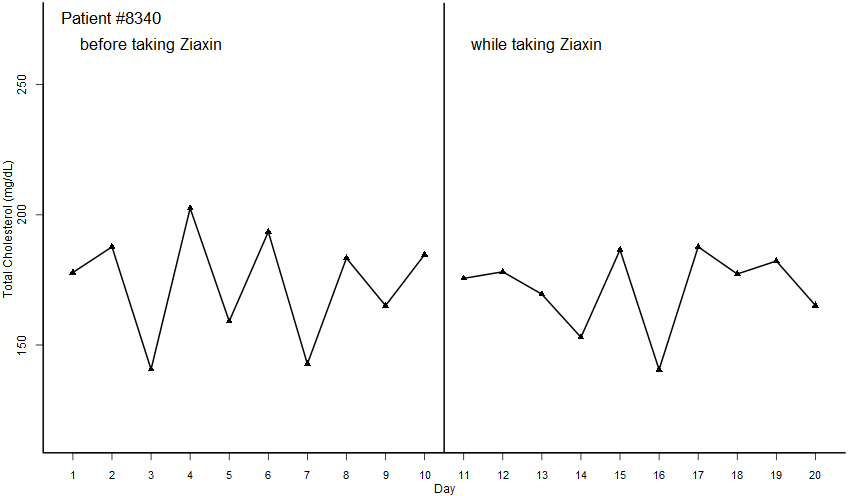 Patient #8340
before taking Ziaxin
while taking Ziaxin
Total Cholesterol (mg/dL)
250
200
150
1 2 3 4 5 6 7 8 9 10 11 12 13 14 15 16 17 18 19 20
Day